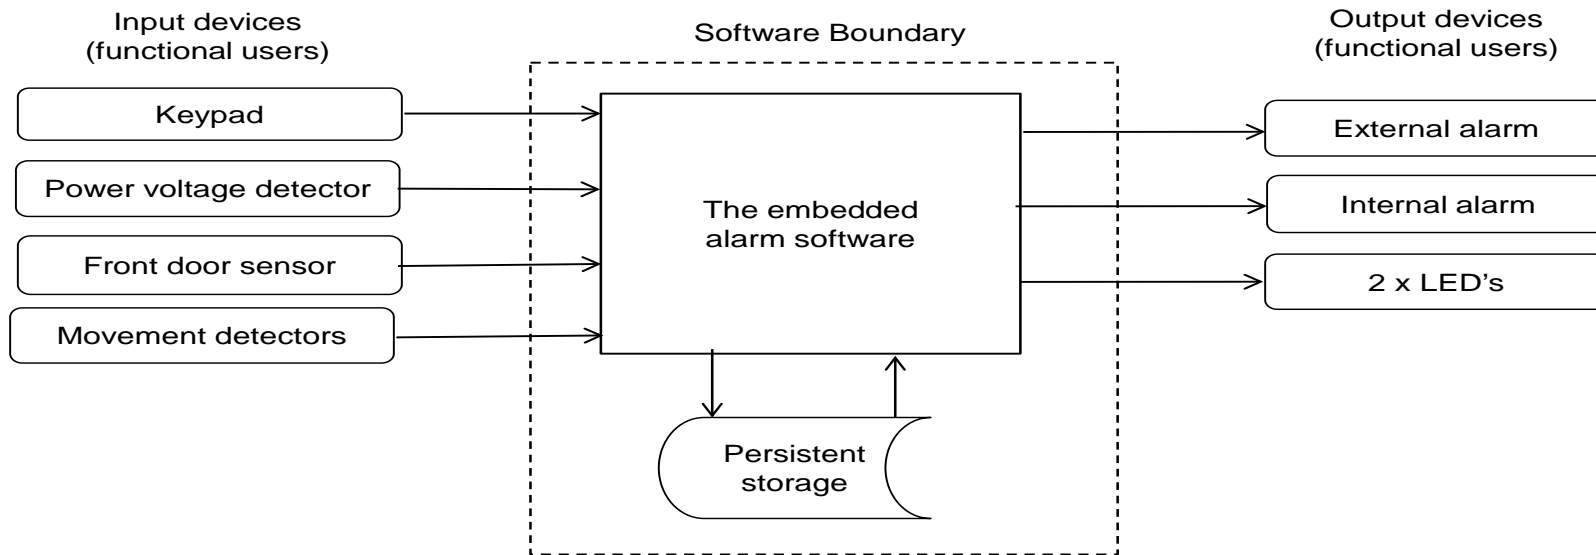 Input devices
(functional users)
Software Boundary
Output devices
(functional users)
Keypad
Power voltage detector
Front door sensor
Movement detectors
The embedded
alarm software
External alarm
Internal alarm
2 x LED's
Persistent
storage